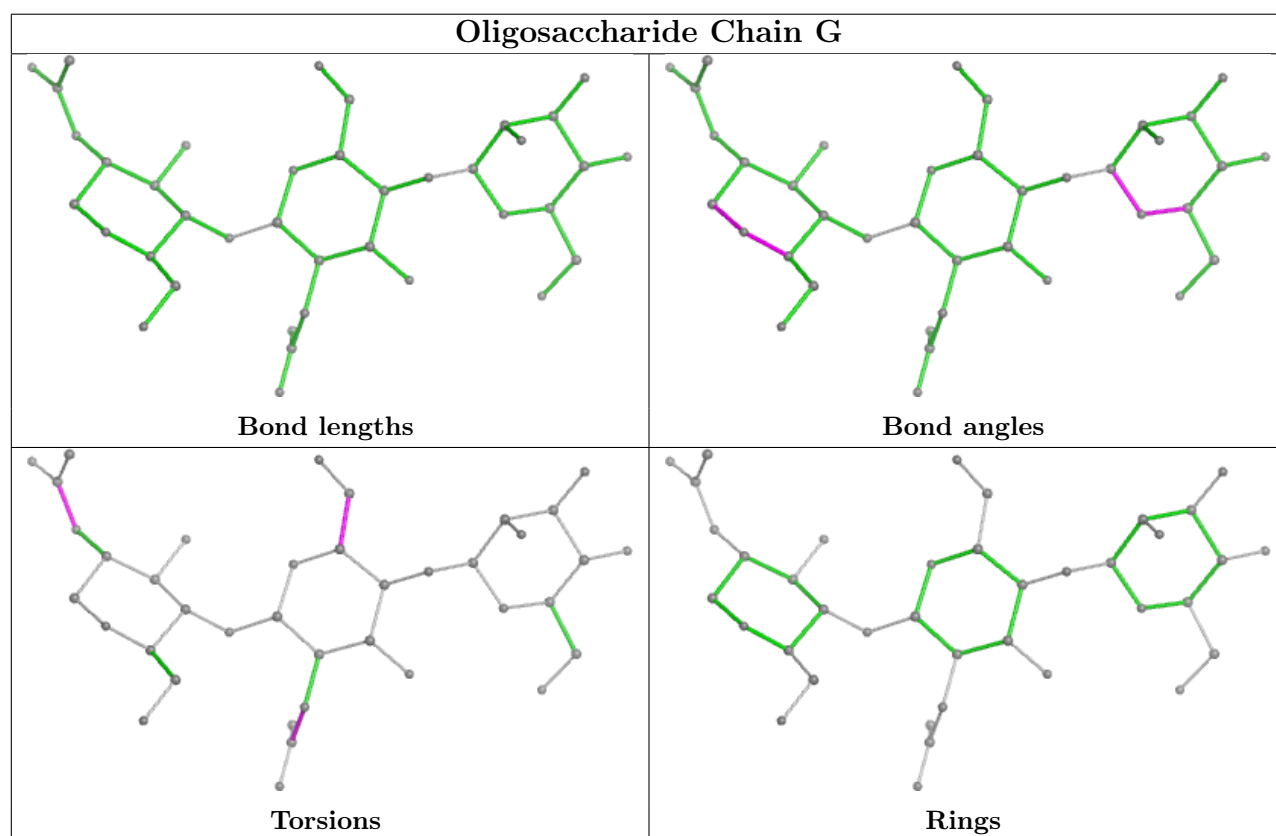 Oligosaccharide Chain G
Bond lengths
Bond angles
Torsions
Rings